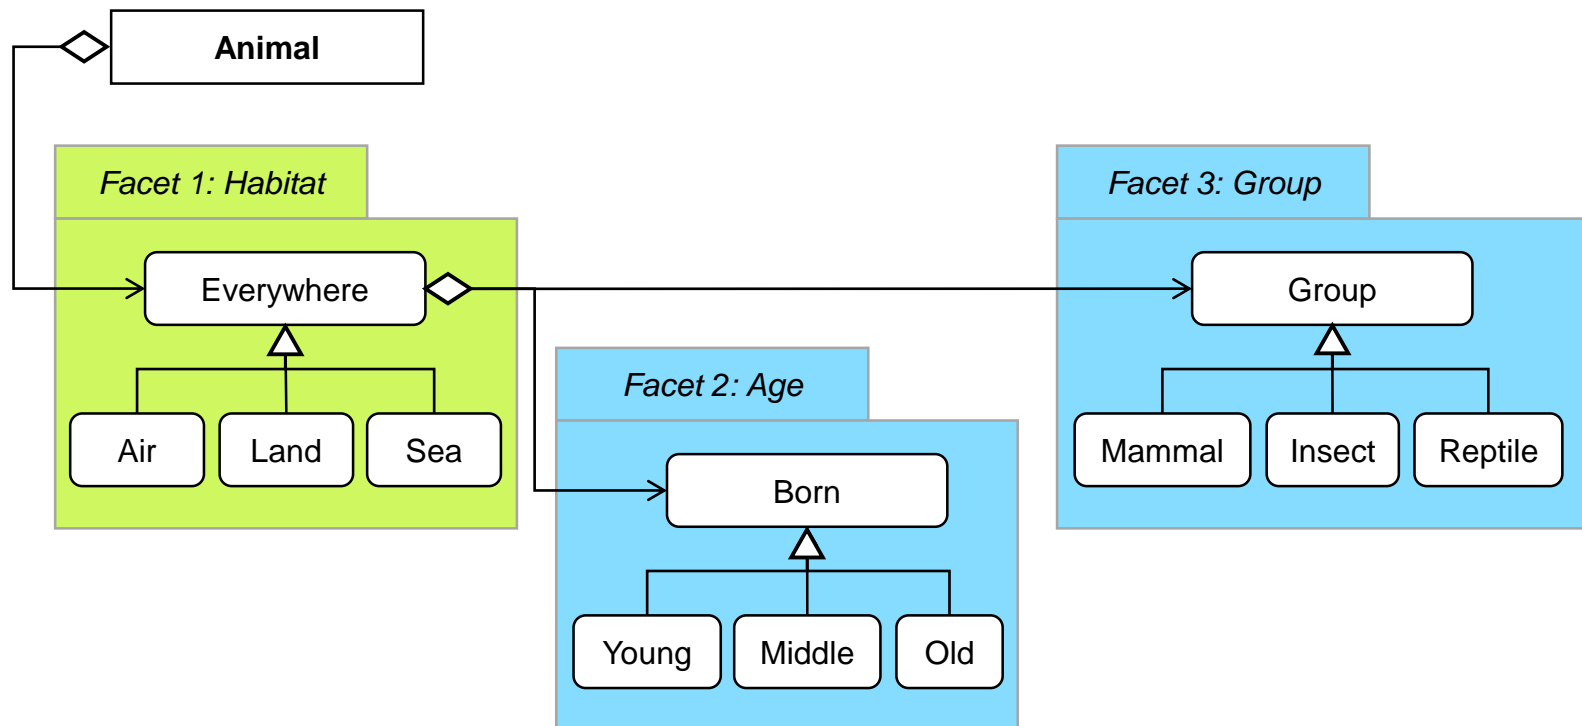 Animal
Facet 1: Habitat
Everywhere
Air
Land
Sea
Facet 2: Age
Born
Young
Middle
Old
Facet 3: Group
Group
Mammal
Insect
Reptile